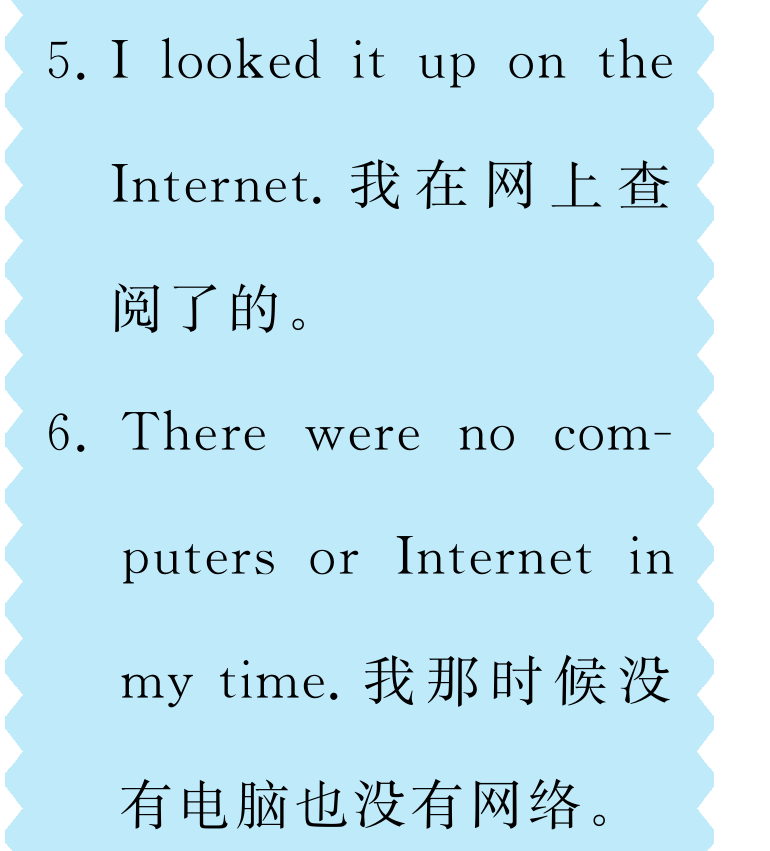 5. I looked it up on the
Internet. 我在网上查
阅了的。
6. There were no com-
puters or Internet in
my time. 我那时候没
有电脑也没有网络。